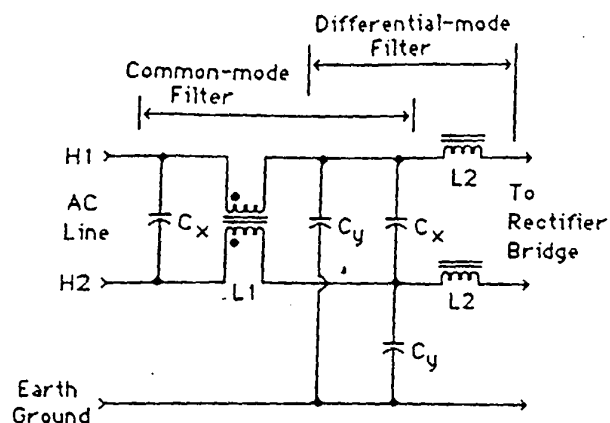 Differential-mode
Filter
Common-mode
Filter
H1
AC
Line
H2
Cx
L1
Cy
Cx
L2
L2
To
Rectifier
Bridge
Cy
Earth
Ground